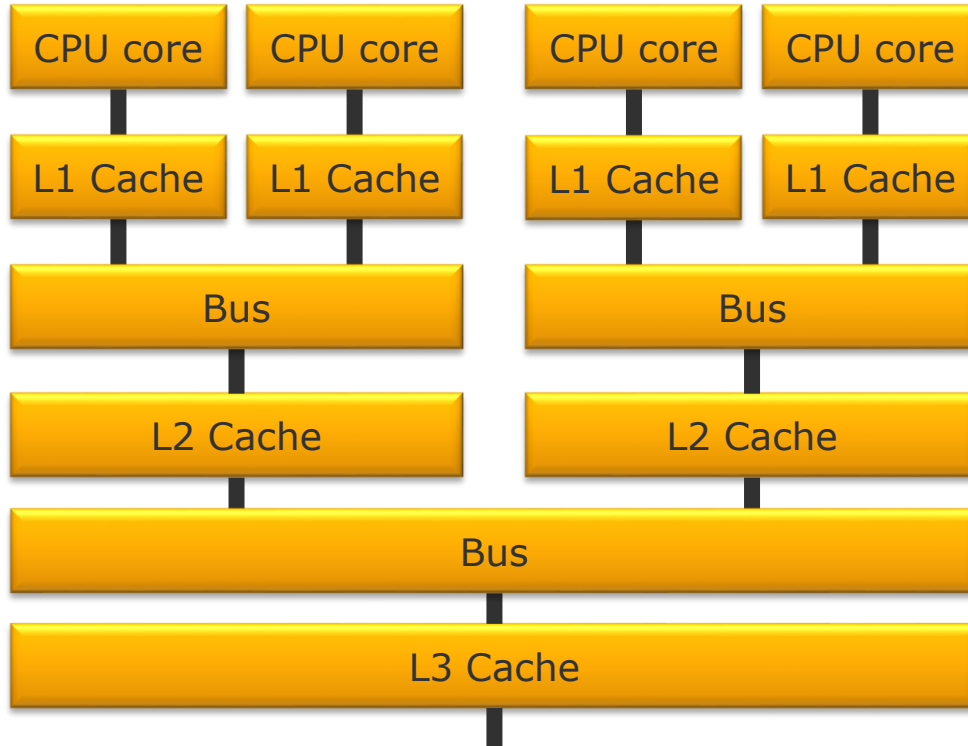 CPU core
CPU core
CPU core
CPU core
L1 Cache
L1 Cache
L1 Cache
L1 Cache
Bus
Bus
L2 Cache
L2 Cache
Bus
L3 Cache